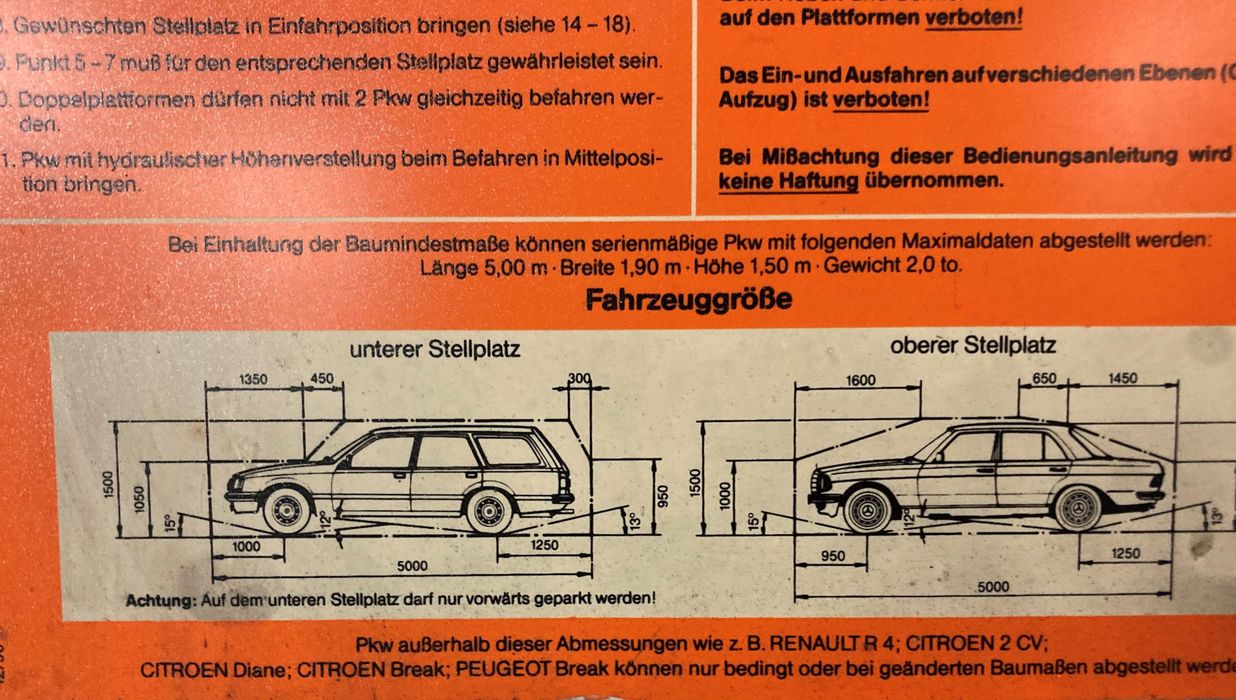 . Gewünschten Stellplatz in Einfahrposition bringen (siehe 14 – 18).
9. Punkt 5 – 7 muß für den entsprechenden Stellplatz gewährleistet sein.
0. Doppelplattformen dürfen nicht mit 2 Pkw gleichzeitig befahren wer-
den.
1. Pkw mit hydraulischer Höhenverstellung beim Befahren in Mittelposi-
tion bringen.
auf den Plattformen verboten!
Das Ein- und Ausfahren auf verschiedenen Ebenen (
Aufzug) ist verboten!
Bei Mißachtung dieser Bedienungsanleitung wird
keine Haftung übernommen.
Bei Einhaltung der Baumindestmaße können serienmäßige Pkw mit folgenden Maximaldaten abgestellt werden:
Länge 5,00 m · Breite 1,90 m · Höhe 1,50 m · Gewicht 2,0 to.
Fahrzeuggröße
unterer Stellplatz
1350
450
300
1500
1050
15°
12°
13°
950
1000
1250
5000
Achtung: Auf dem unteren Stellplatz darf nur vorwärts geparkt werden!
oberer Stellplatz
1600
650
1450
1500
1000
15°
12°
13°
950
1250
5000
Pkw außerhalb dieser Abmessungen wie z. B. RENAULT R 4; CITROEN 2 CV;
CITROEN Diane; CITROEN Break; PEUGEOT Break können nur bedingt oder bei geänderten Baumaßen abgestellt werde